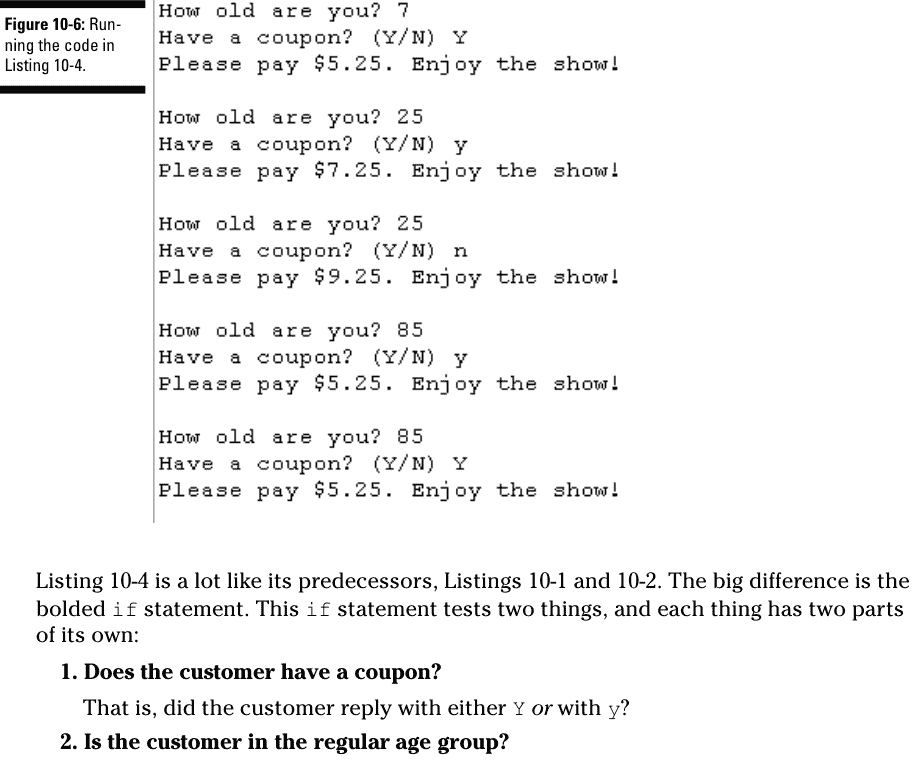 Figure 10-6: Run-
ning the code in
Listing 10-4.
How old are you? 7
Have a coupon? (Y/N) Y
Please pay $5.25. Enjoy the show!
How old are you? 25
Have a coupon? (Y/N) y
Please pay $7.25. Enjoy the show!
How old are you? 25
Have a coupon? (Y/N) n
Please pay $9.25. Enjoy the show!
How old are you? 85
Have a coupon? (Y/N) y
Please pay $5.25. Enjoy the show!
How old are you? 85
Have a coupon? (Y/N) Y
Please pay $5.25. Enjoy the show!
Listing 10-4 is a lot like its predecessors, Listings 10-1 and 10-2. The big difference is the
bolded if statement. This if statement tests two things, and each thing has two parts
of its own:
1. Does the customer have a coupon?
That is, did the customer reply with either Y or with y?
2. Is the customer in the regular age group?